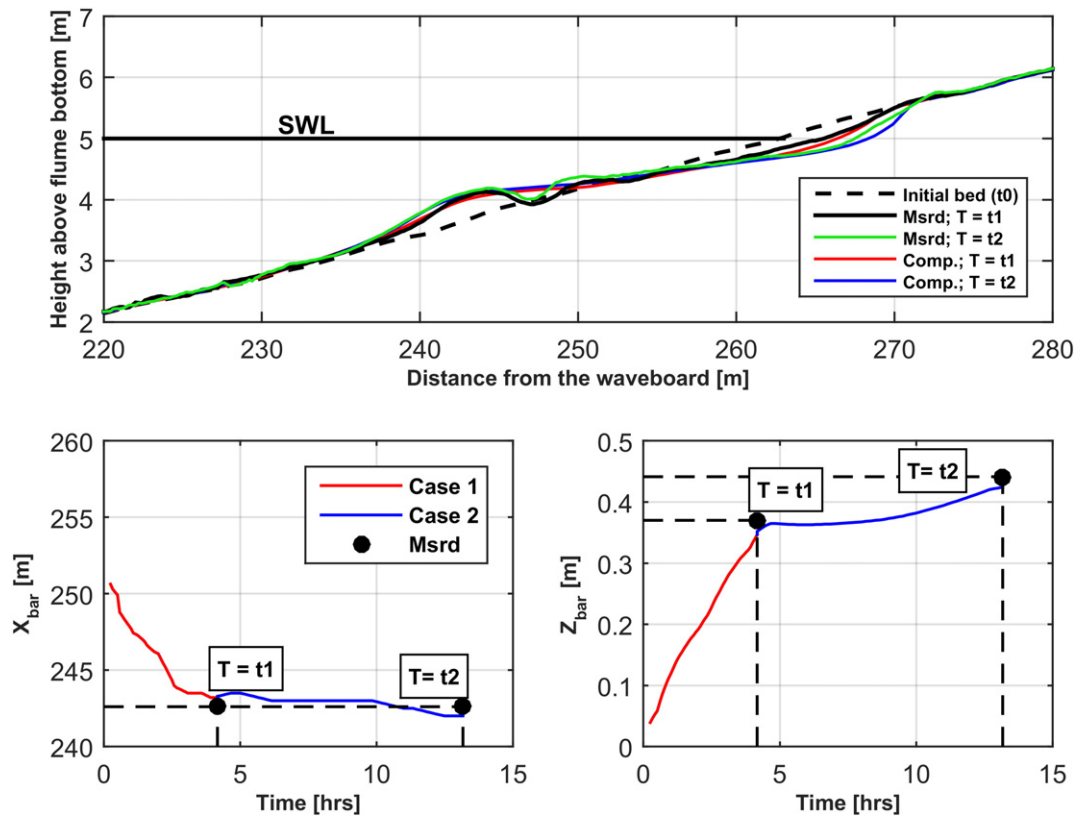 Height above flume bottom [m]
7
6
5
4
3
2
SWL
Initial bed (t0)
Msrd; T = t1
Msrd; T = t2
Comp.; T = t1
Comp.; T = t2
220 230 240 250 260 270 280
Distance from the waveboard [m]
X_bar [m]
260
255
250
245
240
Case 1
Case 2
Msrd
T = t1
T= t2
0 5 10 15
Time [hrs]
Z_bar [m]
0.5
0.4
0.3
0.2
0.1
0
T= t2
T = t1
0 5 10 15
Time [hrs]